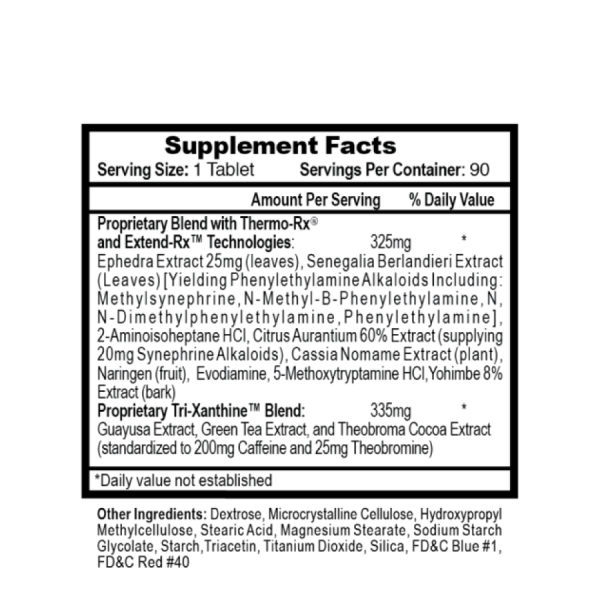 Supplement Facts
Serving Size: 1 Tablet Servings Per Container: 90
Amount Per Serving % Daily Value
Proprietary Blend with Thermo-Rx®
and Extend-Rx™ Technologies: 325mg *
Ephedra Extract 25mg (leaves), Senegalia Berlandieri Extract
(Leaves) [Yielding Phenylethylamine Alkaloids Including:
Methylsynephrine, N-Methyl-B-Phenylethylamine, N,
N-Dimethylphenylethylamine, Phenylethylamine],
2-Aminoisoheptane HCl, Citrus Aurantium 60% Extract (supplying
20mg Synephrine Alkaloids), Cassia Nomame Extract (plant),
Naringen (fruit), Evodiamine, 5-Methoxytryptamine HCl,Yohimbe 8%
Extract (bark)
Proprietary Tri-Xanthine™ Blend: 335mg *
Guayusa Extract, Green Tea Extract, and Theobroma Cocoa Extract
(standardized to 200mg Caffeine and 25mg Theobromine)
*Daily value not established
Other Ingredients: Dextrose, Microcrystalline Cellulose, Hydroxypropyl
Methylcellulose, Stearic Acid, Magnesium Stearate, Sodium Starch
Glycolate, Starch,Triacetin, Titanium Dioxide, Silica, FD&C Blue #1,
FD&C Red #40